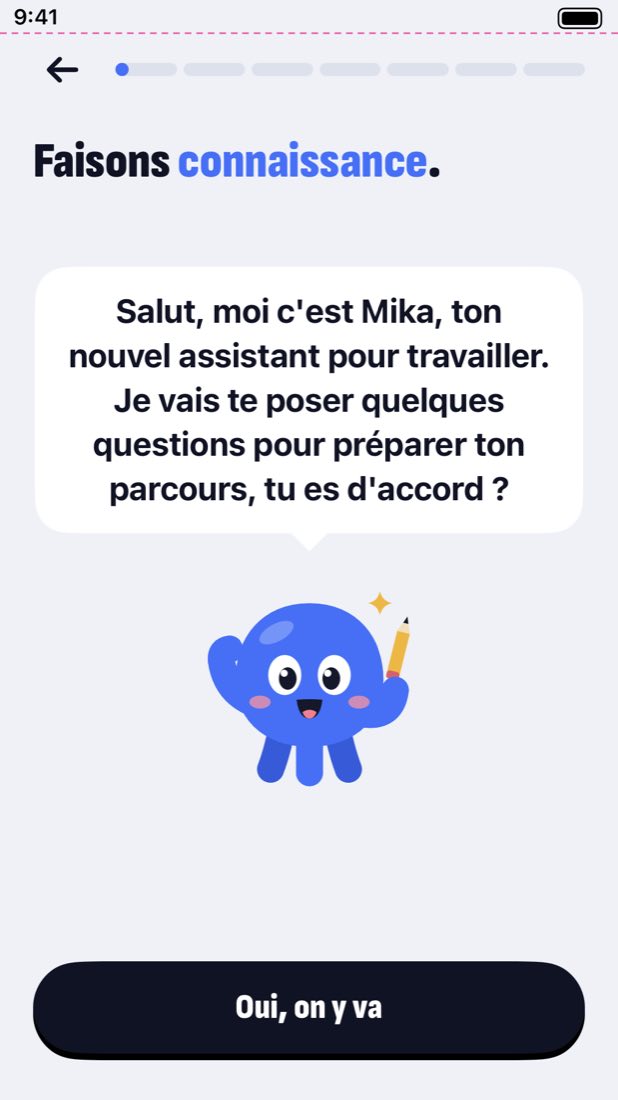 9:41
Faisons connaissance.
Salut, moi c'est Mika, ton
nouvel assistant pour travailler.
Je vais te poser quelques
questions pour préparer ton
parcours, tu es d'accord ?
Oui, on y va